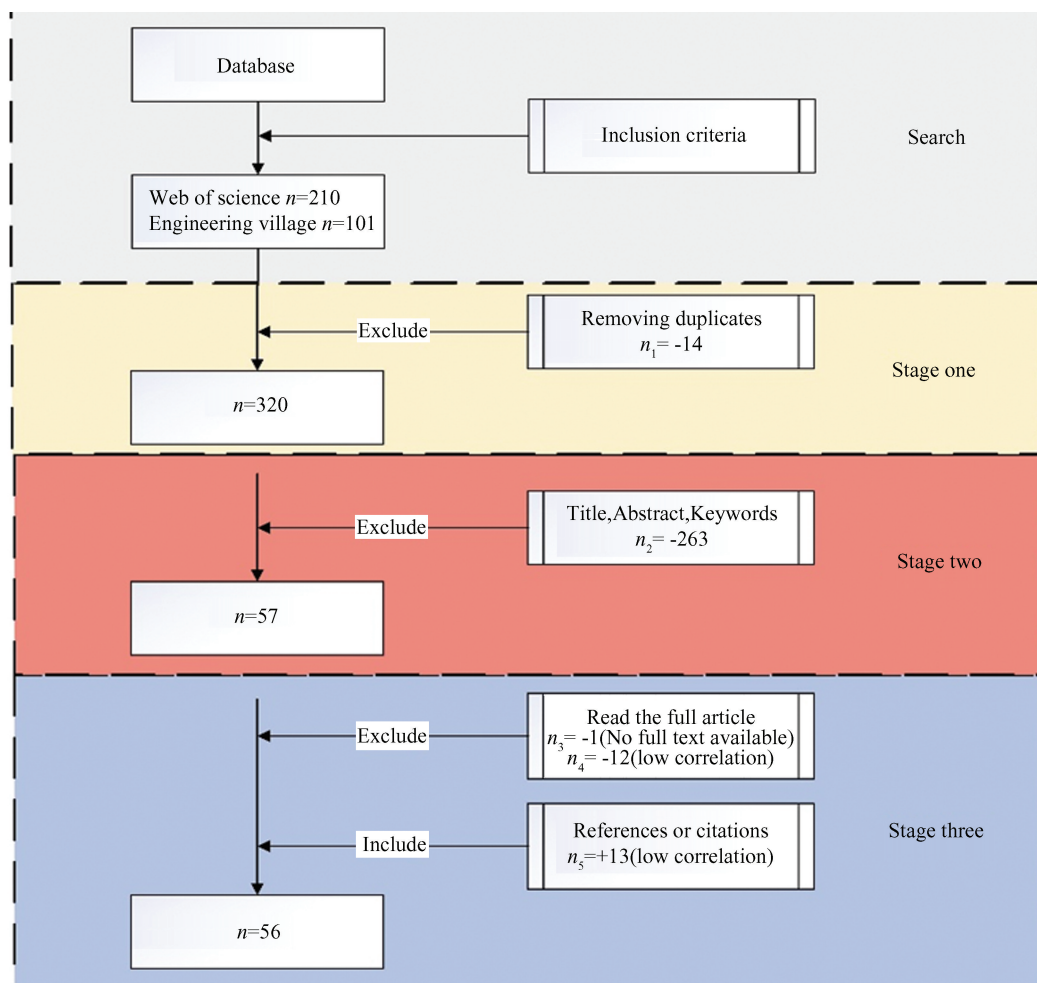 Database
Inclusion criteria
Search
Web of science n=210
Engineering village n=101
Exclude
Removing duplicates
n₁= -14
Stage one
n=320
Exclude
Title,Abstract,Keywords
n₂= -263
Stage two
n=57
Exclude
Read the full article
n₃= -1(No full text available)
n₄= -12(low correlation)
Include
References or citations
n₅=+13(low correlation)
Stage three
n=56